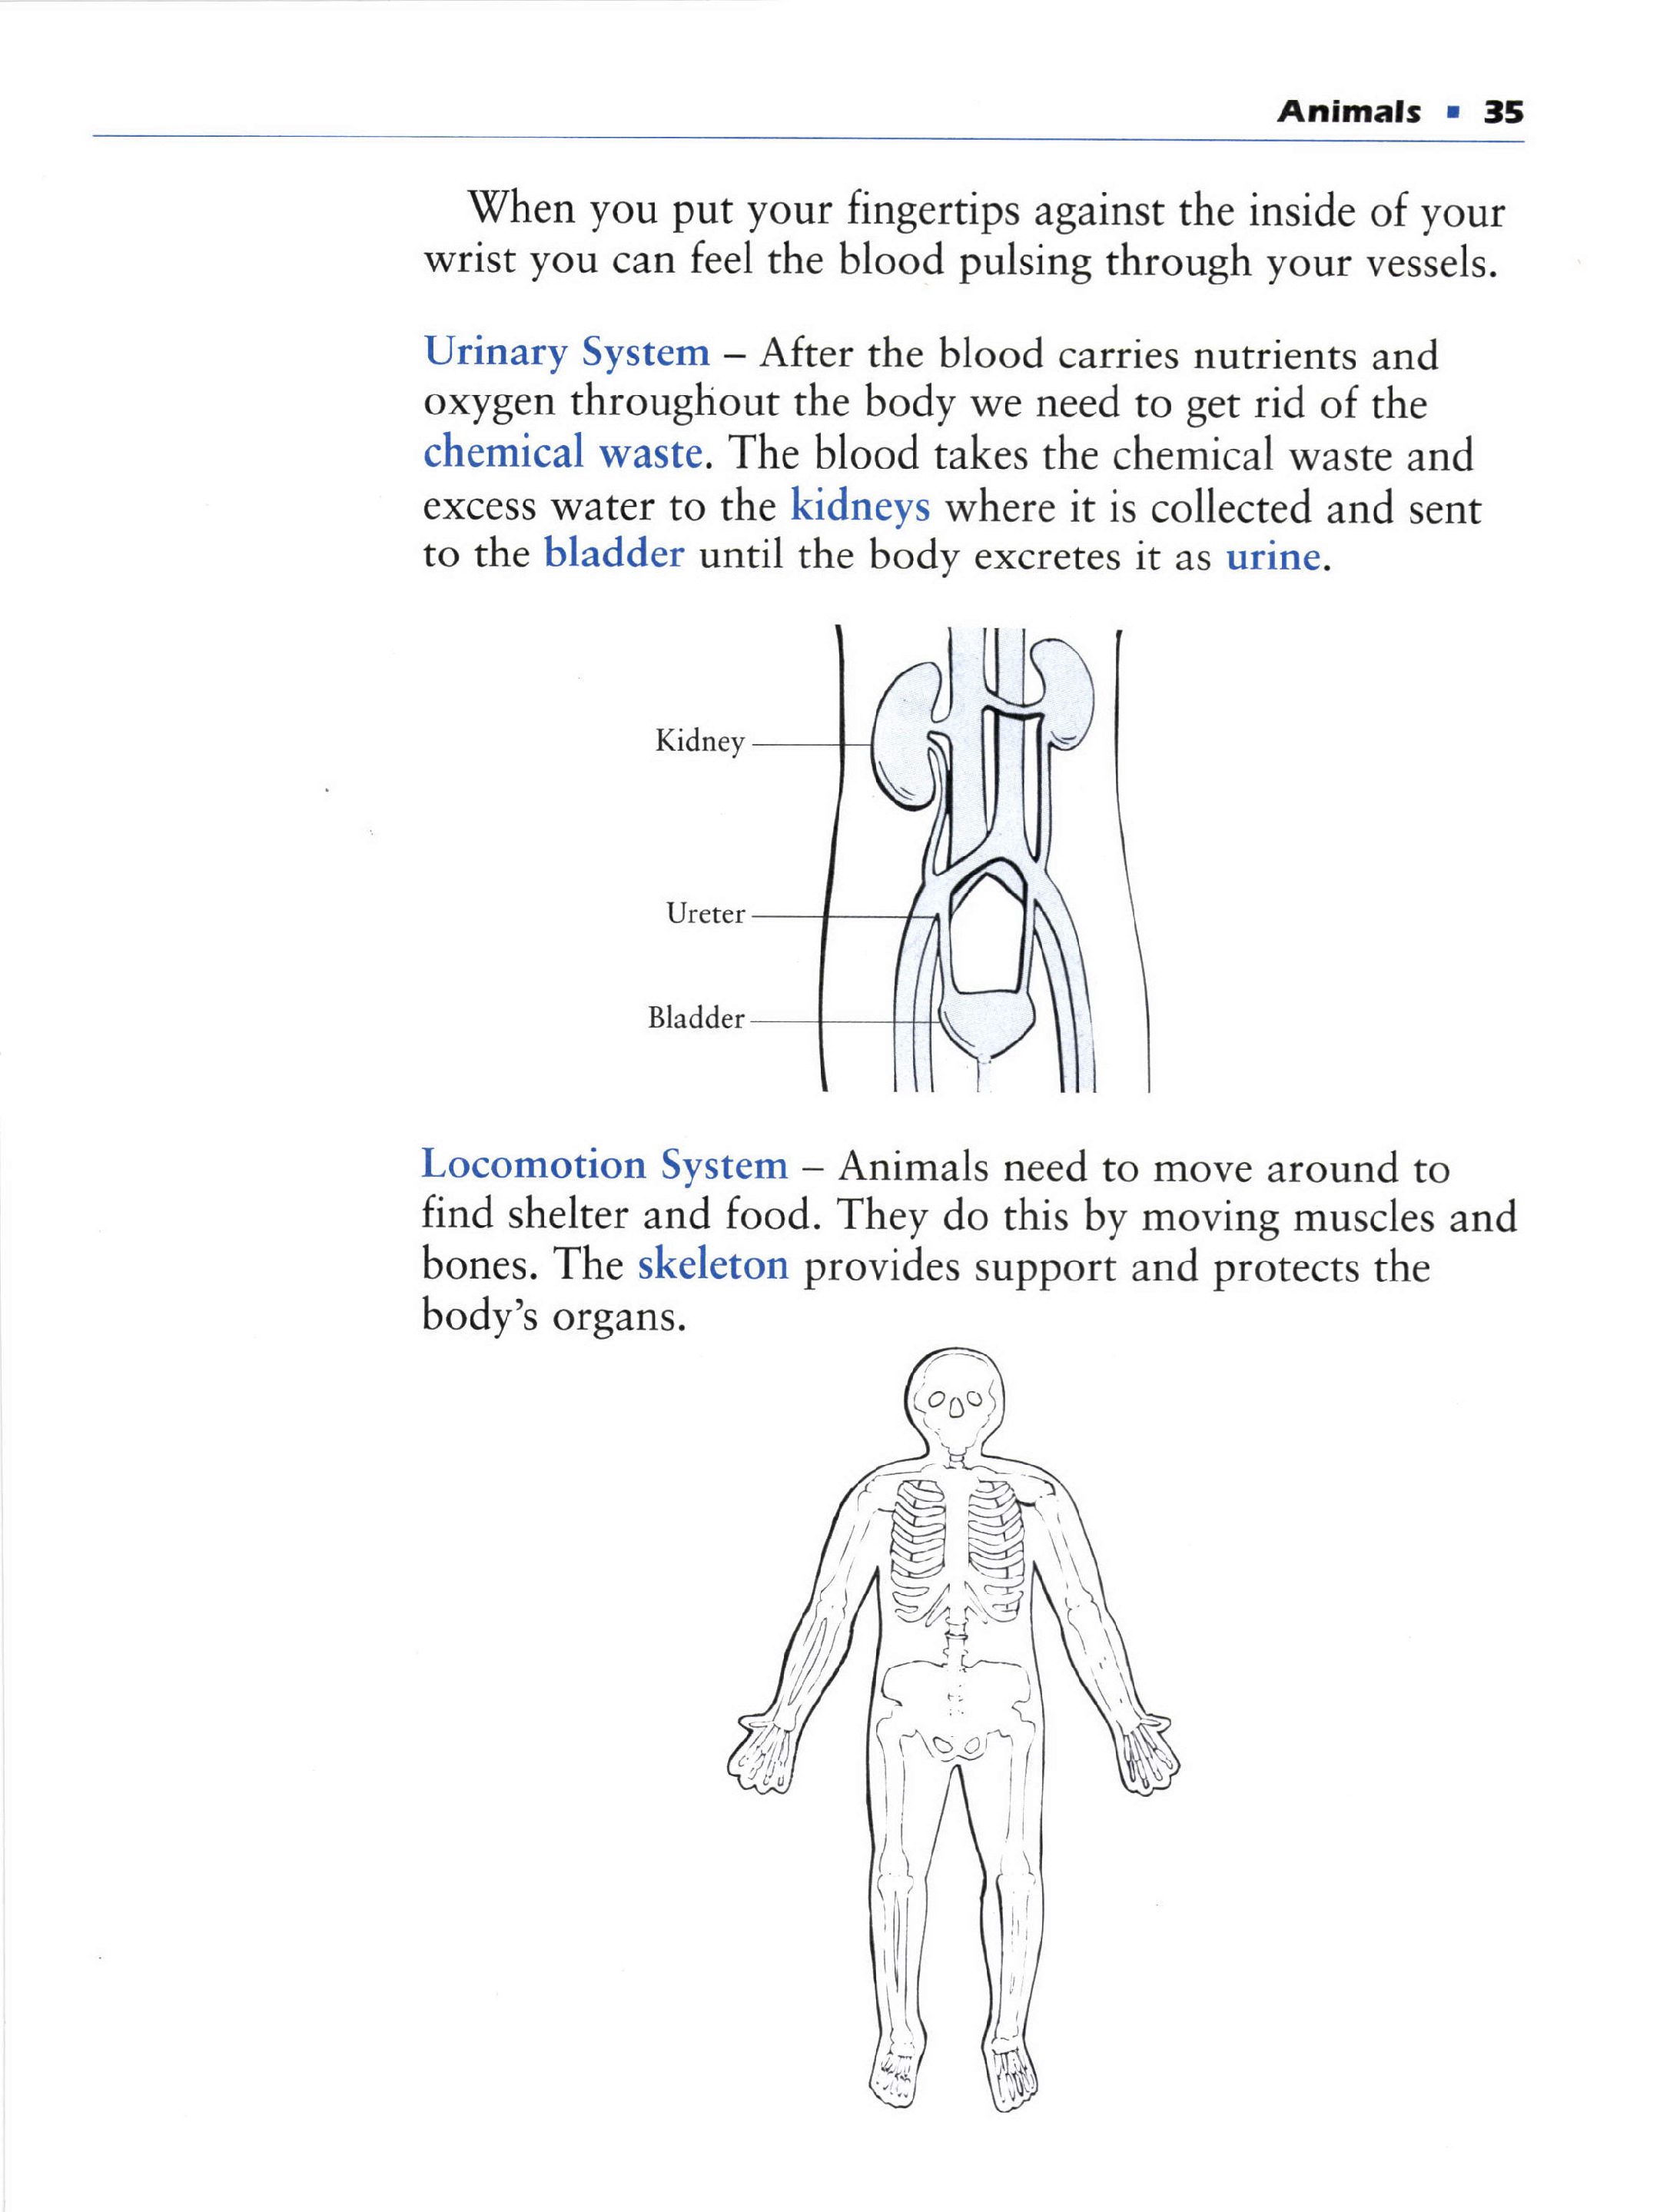 Animals ▪ 35
When you put your fingertips against the inside of your
wrist you can feel the blood pulsing through your vessels.
Urinary System – After the blood carries nutrients and
oxygen throughout the body we need to get rid of the
chemical waste. The blood takes the chemical waste and
excess water to the kidneys where it is collected and sent
to the bladder until the body excretes it as urine.
Kidney
Ureter
Bladder
Locomotion System – Animals need to move around to
find shelter and food. They do this by moving muscles and
bones. The skeleton provides support and protects the
body's organs.